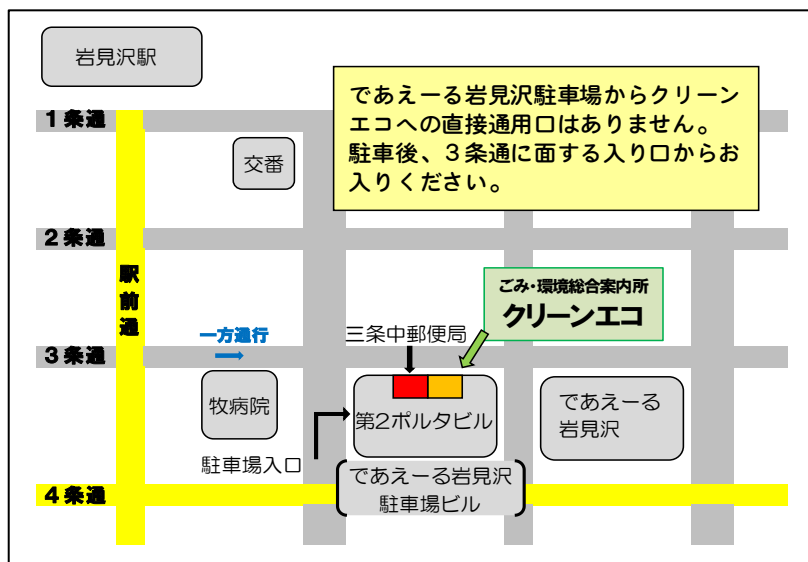 岩見沢駅
であえーる岩見沢駐車場からクリーン
エコへの直接通用口はありません。
駐車後、３条通に面する入り口からお
入りください。
１条通
交番
２条通
駅前通
ごみ・環境総合案内所
クリーンエコ
一方通行
三条中郵便局
３条通
牧病院
第2ポルタビル
であえーる
岩見沢
駐車場入口
であえーる岩見沢
駐車場ビル
４条通